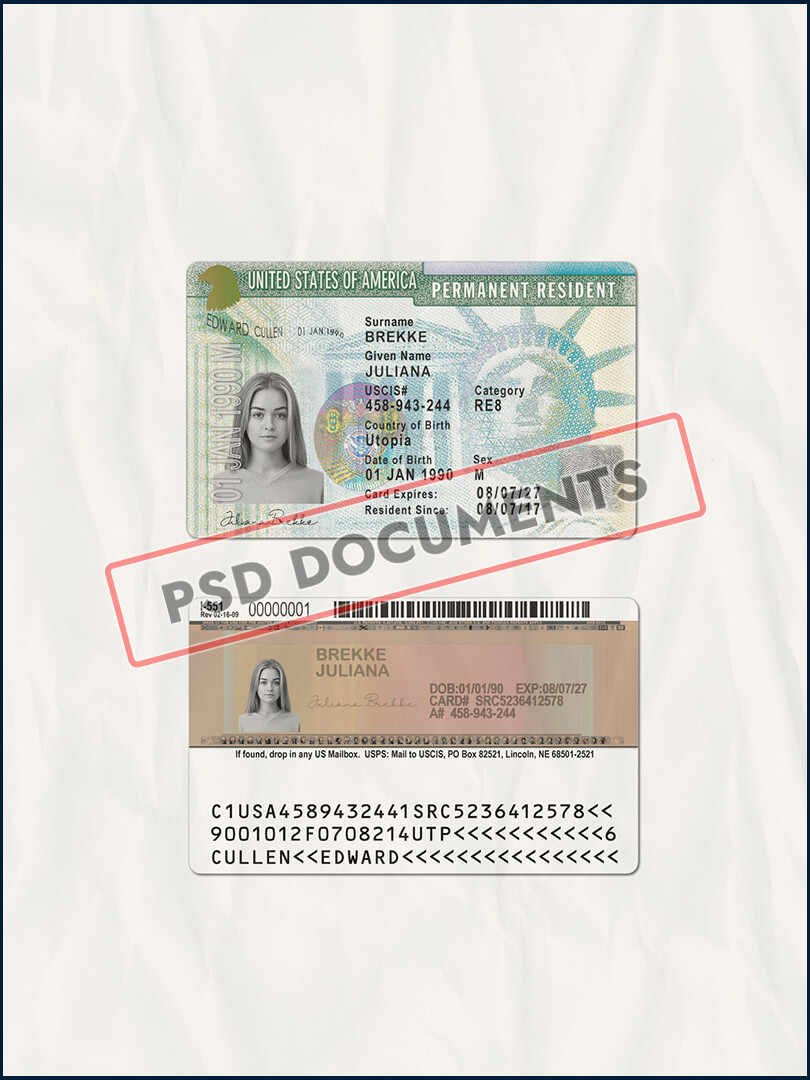 UNITED STATES OF AMERICA
PERMANENT RESIDENT
EDWARD CULLEN 01 JAN 1990
01 JAN 1990 M
Surname
BREKKE
Given Name
JULIANA
USCIS# Category
458-943-244 RE8
Country of Birth
Utopia
Date of Birth Sex
01 JAN 1990 M
Card Expires: 08/07/27
Resident Since: 08/07/17
Juliana Brekke
PSD DOCUMENTS
I-551
Rev 02-16-09
00000001
BREKKE
JULIANA
Juliana Brekke
DOB:01/01/90 EXP:08/07/27
CARD# SRC5236412578
A# 458-943-244
If found, drop in any US Mailbox. USPS: Mail to USCIS, PO Box 82521, Lincoln, NE 68501-2521
C1USA4589432441SRC5236412578<<
9001012F0708214UTP<<<<<<<<<<<6
CULLEN<<EDWARD<<<<<<<<<<<<<<<<